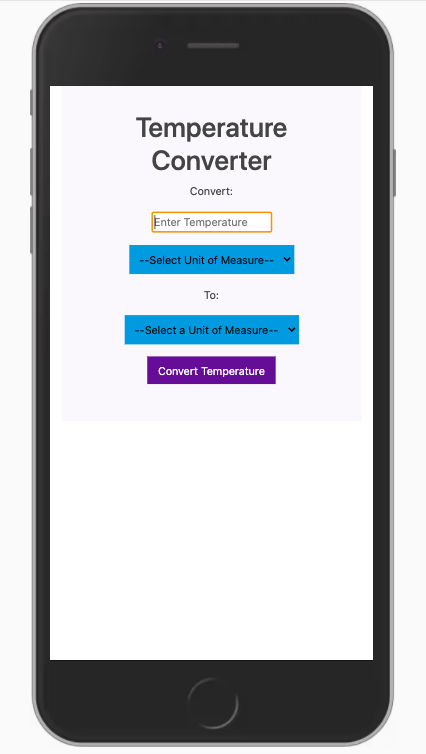 Temperature
Converter
Convert:
Enter Temperature
--Select Unit of Measure--
To:
--Select a Unit of Measure--
Convert Temperature